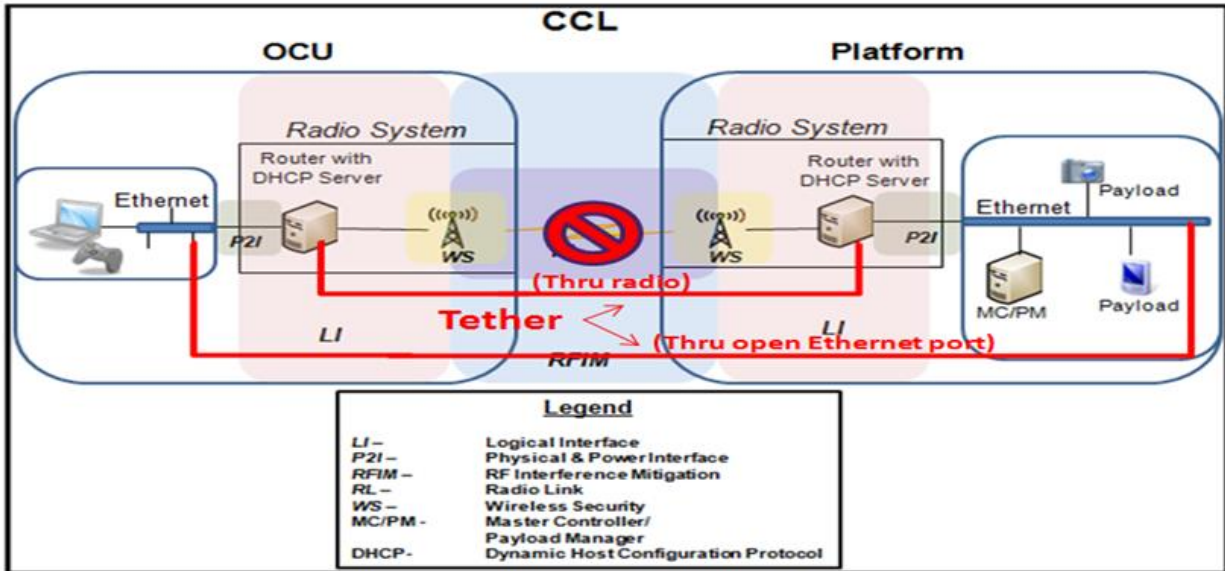 CCL
OCU
Platform
Radio System
Radio System
Router with
DHCP Server
Router with
DHCP Server
Ethernet
Ethernet
Payload
P2I
WS
WS
P2I
(Thru radio)
MC/PM
Payload
Tether
LI
LI
(Thru open Ethernet port)
RFIM
Legend
LI – Logical Interface
P2I – Physical & Power Interface
RFIM – RF Interference Mitigation
RL – Radio Link
WS – Wireless Security
MC/PM - Master Controller/
Payload Manager
DHCP- Dynamic Host Configuration Protocol